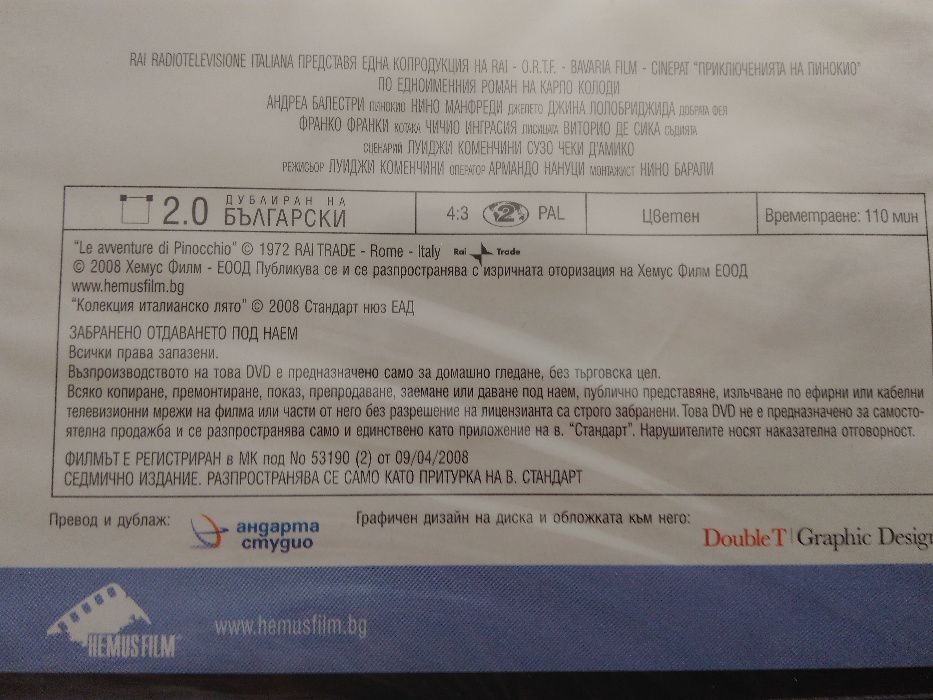 RAI RADIOTELEVISIONE ITALIANA ПРЕДСТАВЯ ЕДНА КОПРОДУКЦИЯ НА RAI - O.R.T.F. - BAVARIA FILM - CINEPAT "ПРИКЛЮЧЕНИЯТА НА ПИНОКИО"
ПО ЕДНОИМЕННИЯ РОМАН НА КАРЛО КОЛОДИ
АНДРЕА БАЛЕСТРИ ПИНОКИО НИНО МАНФРЕДИ ДЖЕПЕТО ДЖИНА ЛОЛОБРИДЖИДА ДОБРАТА ФЕЯ
ФРАНКО ФРАНКИ КОТАКА ЧИЧИО ИНГРАСИЯ ЛИСИЦАТА ВИТОРИО ДЕ СИКА СЪДИЯТА
СЦЕНАРИЙ ЛУИДЖИ КОМЕНЧИНИ СУЗО ЧЕКИ Д'АМИКО
РЕЖИСЬОР ЛУИДЖИ КОМЕНЧИНИ ОПЕРАТОР АРМАНДО НАНУЦИ МОНТАЖИСТ НИНО БАРАЛИ
2.0 ДУБЛИРАН НА БЪЛГАРСКИ 4:3 2 PAL Цветен Времетраене: 110 мин
"Le avventure di Pinocchio" © 1972 RAI TRADE - Rome - Italy Rai Trade
© 2008 Хемус Филм - ЕООД Публикува се и се разпространява с изричната оторизация на Хемус Филм ЕООД
www.hemusfilm.bg
"Колекция италианско лято" © 2008 Стандарт нюз ЕАД
ЗАБРАНЕНО ОТДАВАНЕТО ПОД НАЕМ
Всички права запазени.
Възпроизводството на това DVD е предназначено само за домашно гледане, без търговска цел.
Всяко копиране, премонтиране, показ, препродаване, заемане или даване под наем, публично представяне, излъчване по ефирни или кабелни
телевизионни мрежи на филма или части от него без разрешение на лицензианта са строго забранени. Това DVD не е предназначено за самосто-
ятелна продажба и се разпространява само и единствено като приложение на в. "Стандарт". Нарушителите носят наказателна отговорност.
ФИЛМЪТ Е РЕГИСТРИРАН в МК под No 53190 (2) от 09/04/2008
СЕДМИЧНО ИЗДАНИЕ. РАЗПРОСТРАНЯВА СЕ САМО КАТО ПРИТУРКА НА В. СТАНДАРТ
Превод и дублаж: андарта студио Графичен дизайн на диска и обложката към него: DoubleT | Graphic Design
HEMUSFILM www.hemusfilm.bg